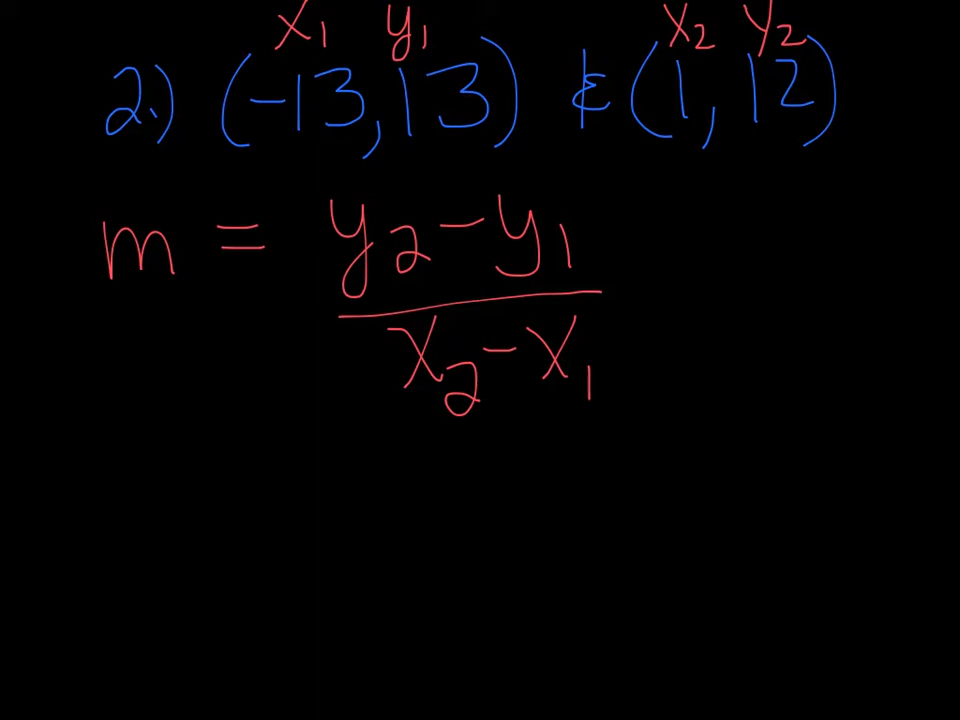 x₁ y₁ x₂ y₂
2.) (-13, 13) & (1, 12)
m = y₂ - y₁
x₂ - x₁